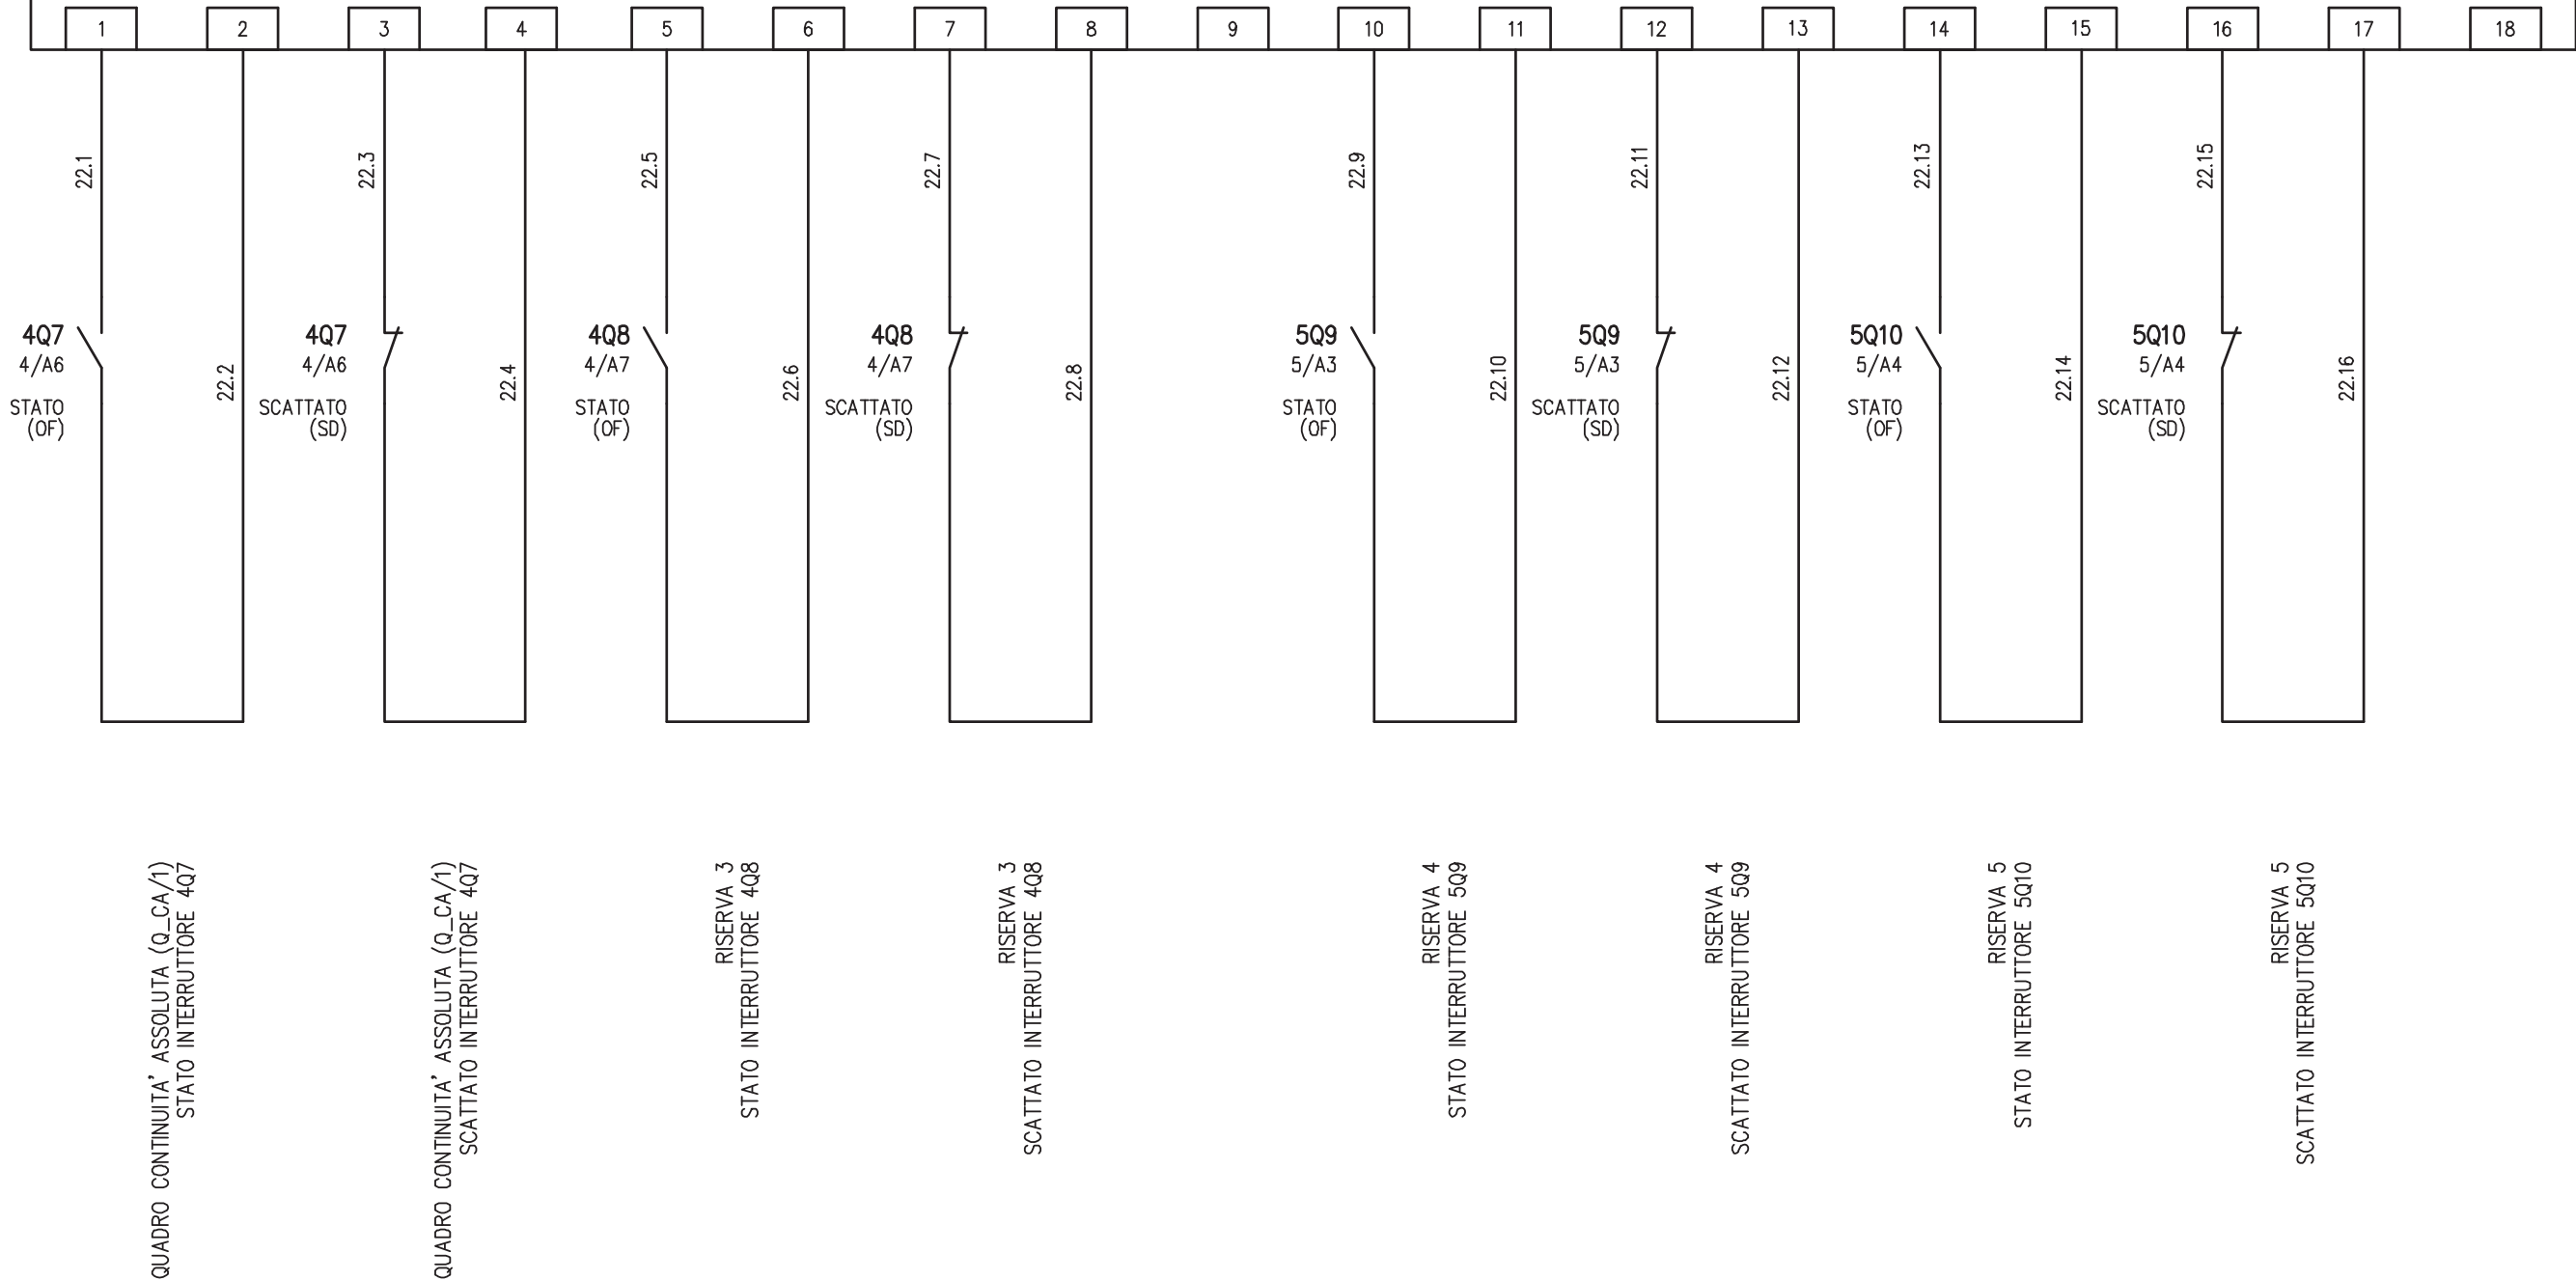 1
2
3
4
5
6
7
8
9
10
11
12
13
14
15
16
17
18
22.1
22.3
22.5
22.7
22.9
22.11
22.13
22.15
4Q7
4/A6
STATO
(OF)
22.2
4Q7
4/A6
SCATTATO
(SD)
22.4
4Q8
4/A7
STATO
(OF)
22.6
4Q8
4/A7
SCATTATO
(SD)
22.8
5Q9
5/A3
STATO
(OF)
22.10
5Q9
5/A3
SCATTATO
(SD)
22.12
5Q10
5/A4
STATO
(OF)
22.14
5Q10
5/A4
SCATTATO
(SD)
22.16
QUADRO CONTINUITA' ASSOLUTA (Q_CA/1)
STATO INTERRUTTORE 4Q7
QUADRO CONTINUITA' ASSOLUTA (Q_CA/1)
SCATTATO INTERRUTTORE 4Q7
RISERVA 3
STATO INTERRUTTORE 4Q8
RISERVA 3
SCATTATO INTERRUTTORE 4Q8
RISERVA 4
STATO INTERRUTTORE 5Q9
RISERVA 4
SCATTATO INTERRUTTORE 5Q9
RISERVA 5
STATO INTERRUTTORE 5Q10
RISERVA 5
SCATTATO INTERRUTTORE 5Q10